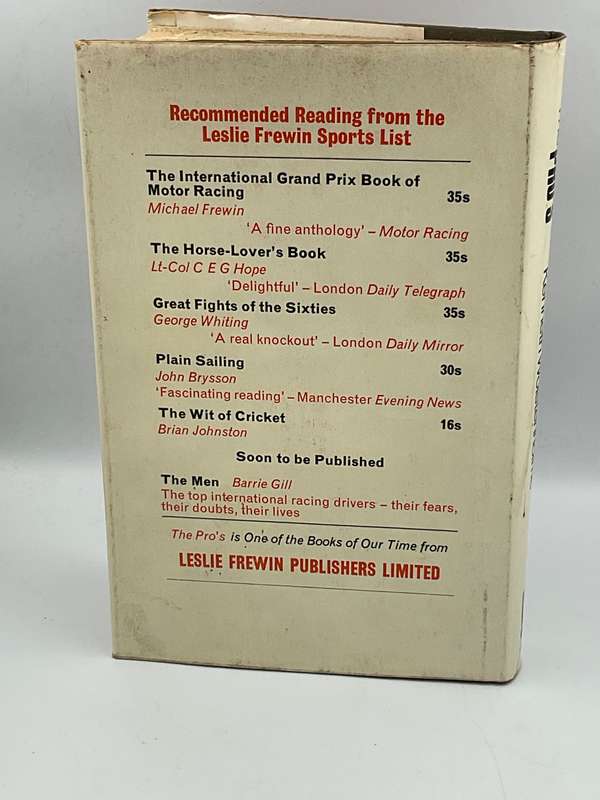 Recommended Reading from the
Leslie Frewin Sports List
The International Grand Prix Book of
Motor Racing 35s
Michael Frewin
‘A fine anthology’ – Motor Racing
The Horse-Lover's Book 35s
Lt-Col C E G Hope
‘Delightful’ – London Daily Telegraph
Great Fights of the Sixties 35s
George Whiting
‘A real knockout’ – London Daily Mirror
Plain Sailing 30s
John Brysson
‘Fascinating reading’ – Manchester Evening News
The Wit of Cricket 16s
Brian Johnston
Soon to be Published
The Men Barrie Gill
The top international racing drivers – their fears,
their doubts, their lives
The Pro's is One of the Books of Our Time from
LESLIE FREWIN PUBLISHERS LIMITED